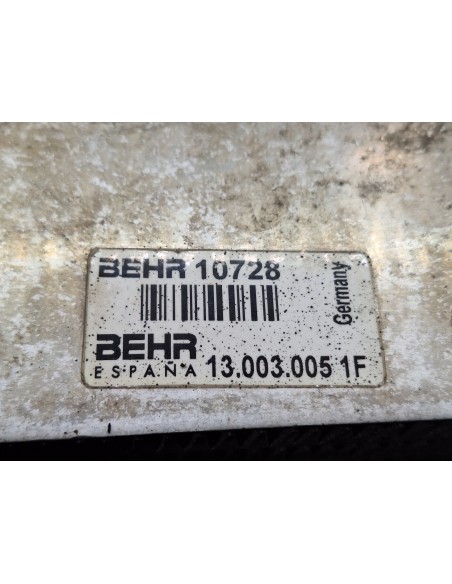 BEHR 10728
Germany
BEHR
ESPAÑA 13.003.005 1F